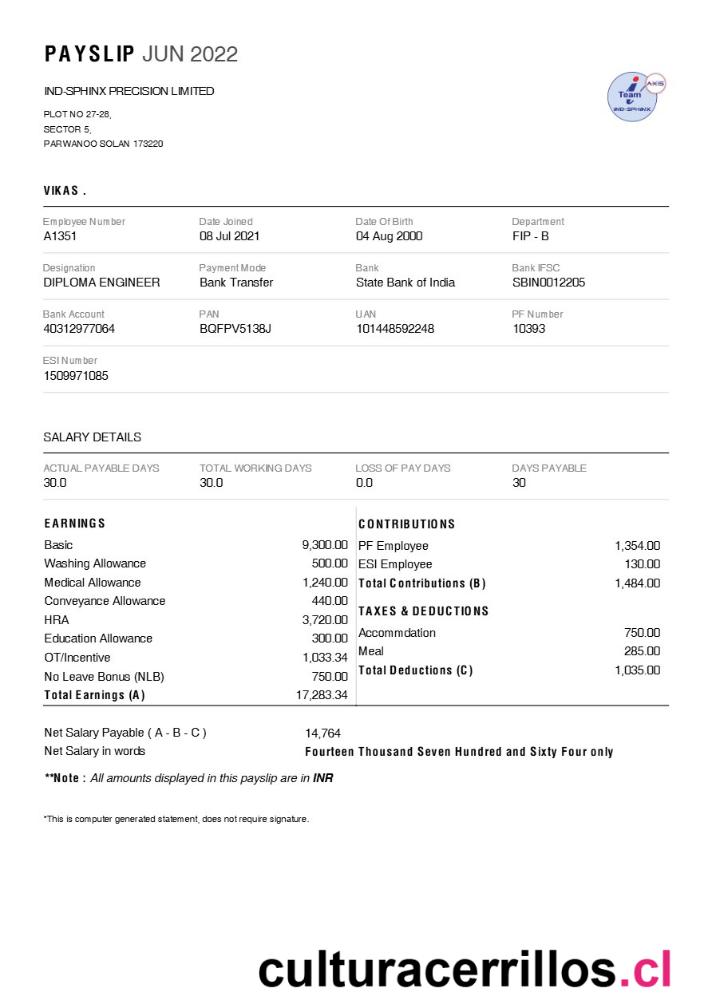 PAYSLIP JUN 2022
IND-SPHINX PRECISION LIMITED
PLOT NO 27-28,
SECTOR 5,
PARWANOO SOLAN 173220
AXIS
Team
IND-SPHINX
VIKAS .
Employee Number Date Joined Date Of Birth Department
A1351 08 Jul 2021 04 Aug 2000 FIP - B
Designation Payment Mode Bank Bank IFSC
DIPLOMA ENGINEER Bank Transfer State Bank of India SBIN0012205
Bank Account PAN UAN PF Number
40312977064 BQFPV5138J 101448592248 10393
ESI Number
1509971085
SALARY DETAILS
ACTUAL PAYABLE DAYS TOTAL WORKING DAYS LOSS OF PAY DAYS DAYS PAYABLE
30.0 30.0 0.0 30
EARNINGS
Basic 9,300.00
Washing Allowance 500.00
Medical Allowance 1,240.00
Conveyance Allowance 440.00
HRA 3,720.00
Education Allowance 300.00
OT/Incentive 1,033.34
No Leave Bonus (NLB) 750.00
Total Earnings (A) 17,283.34
CONTRIBUTIONS
PF Employee 1,354.00
ESI Employee 130.00
Total Contributions (B) 1,484.00
TAXES & DEDUCTIONS
Accommdation 750.00
Meal 285.00
Total Deductions (C) 1,035.00
Net Salary Payable ( A - B - C ) 14,764
Net Salary in words Fourteen Thousand Seven Hundred and Sixty Four only
**Note : All amounts displayed in this payslip are in INR
*This is computer generated statement, does not require signature.
culturacerrillos.cl